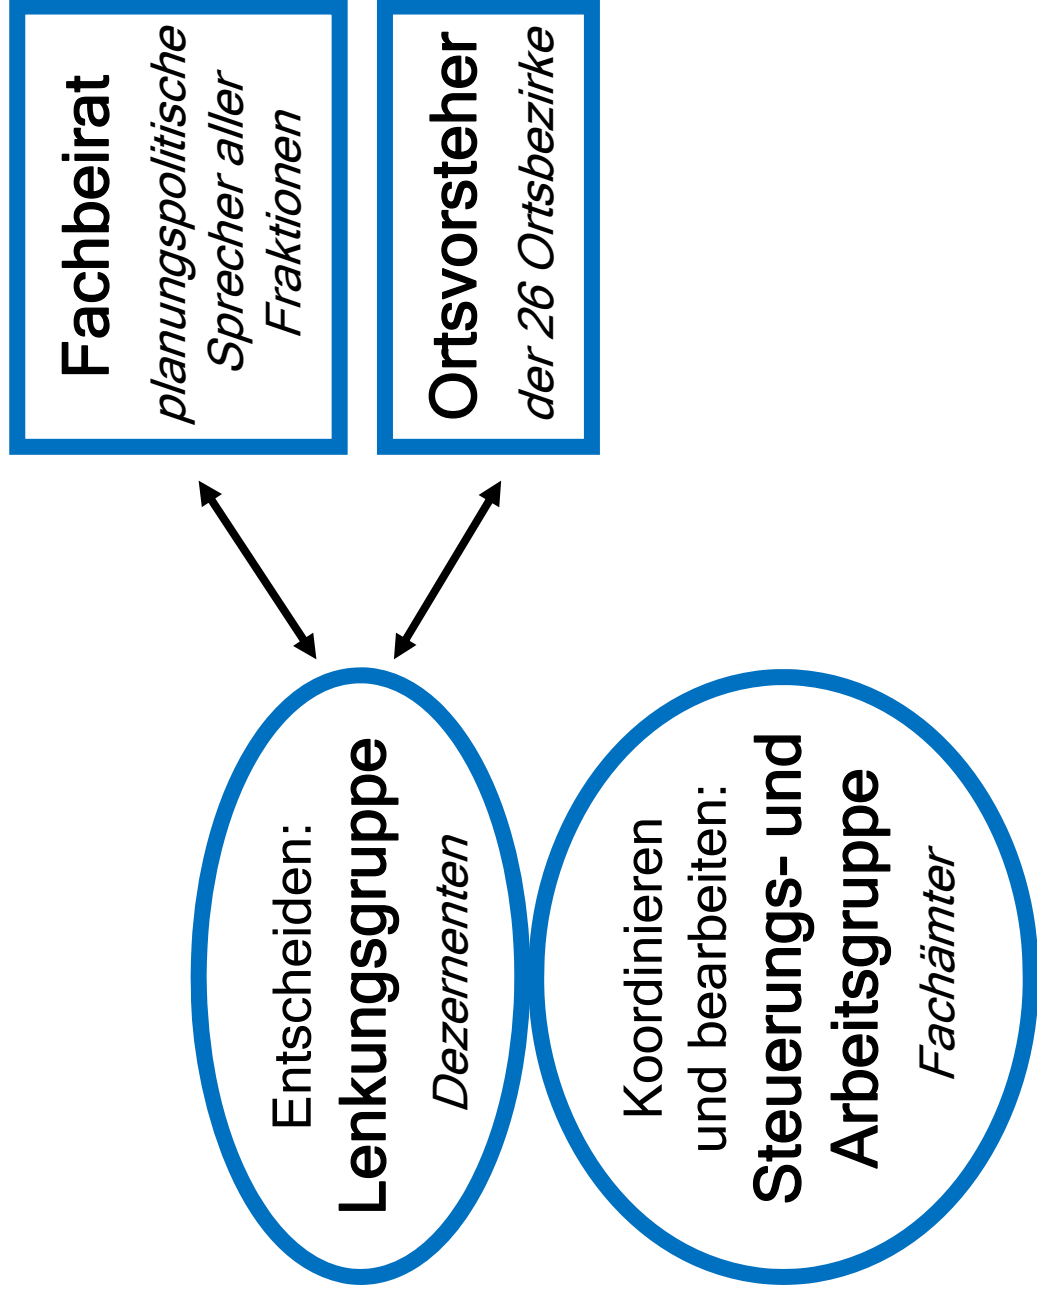 Entscheiden:
Lenkungsgruppe
Dezernenten
Koordinieren
und bearbeiten:
Steuerungs- und
Arbeitsgruppe
Fachämter
Fachbeirat
planungspolitische
Sprecher aller
Fraktionen
Ortsvorsteher
der 26 Ortsbezirke